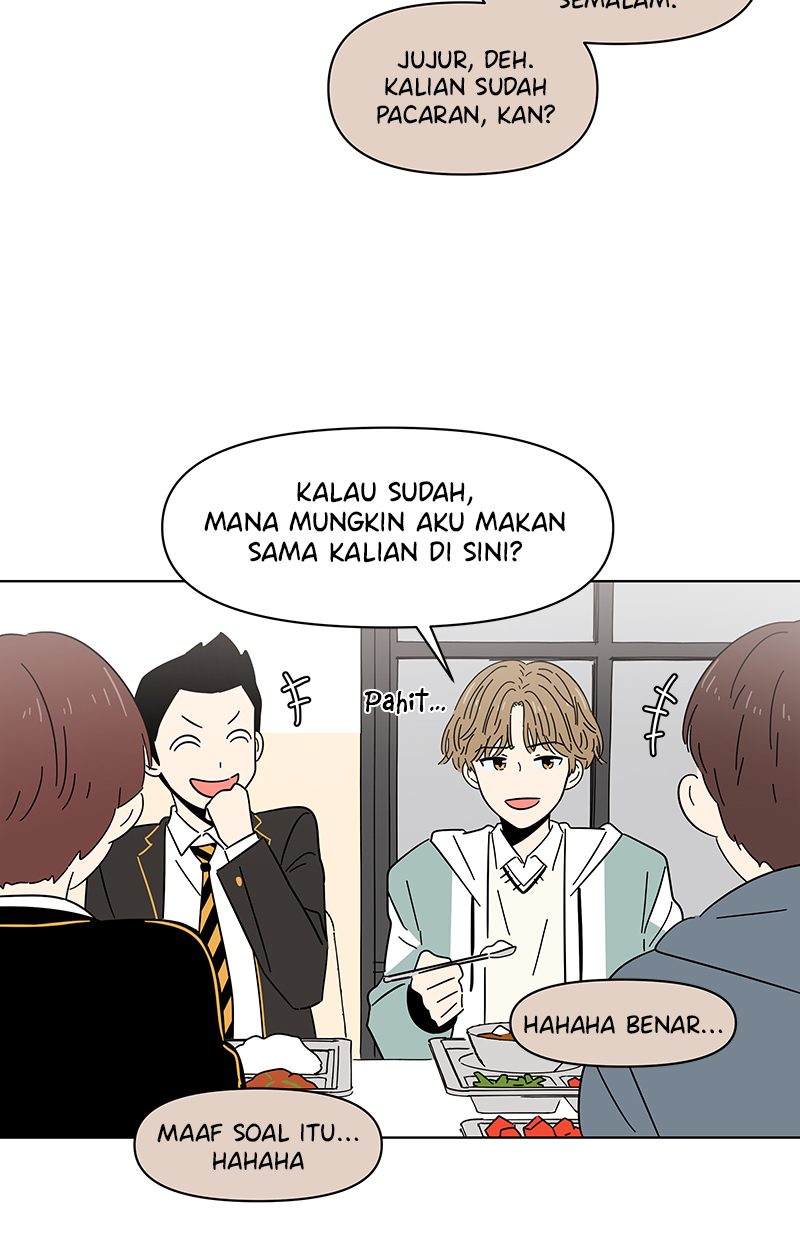 SEMALAM.
JUJUR, DEH.
KALIAN SUDAH
PACARAN, KAN?
KALAU SUDAH,
MANA MUNGKIN AKU MAKAN
SAMA KALIAN DI SINI?
Pahit...
HAHAHA BENAR...
MAAF SOAL ITU...
HAHAHA